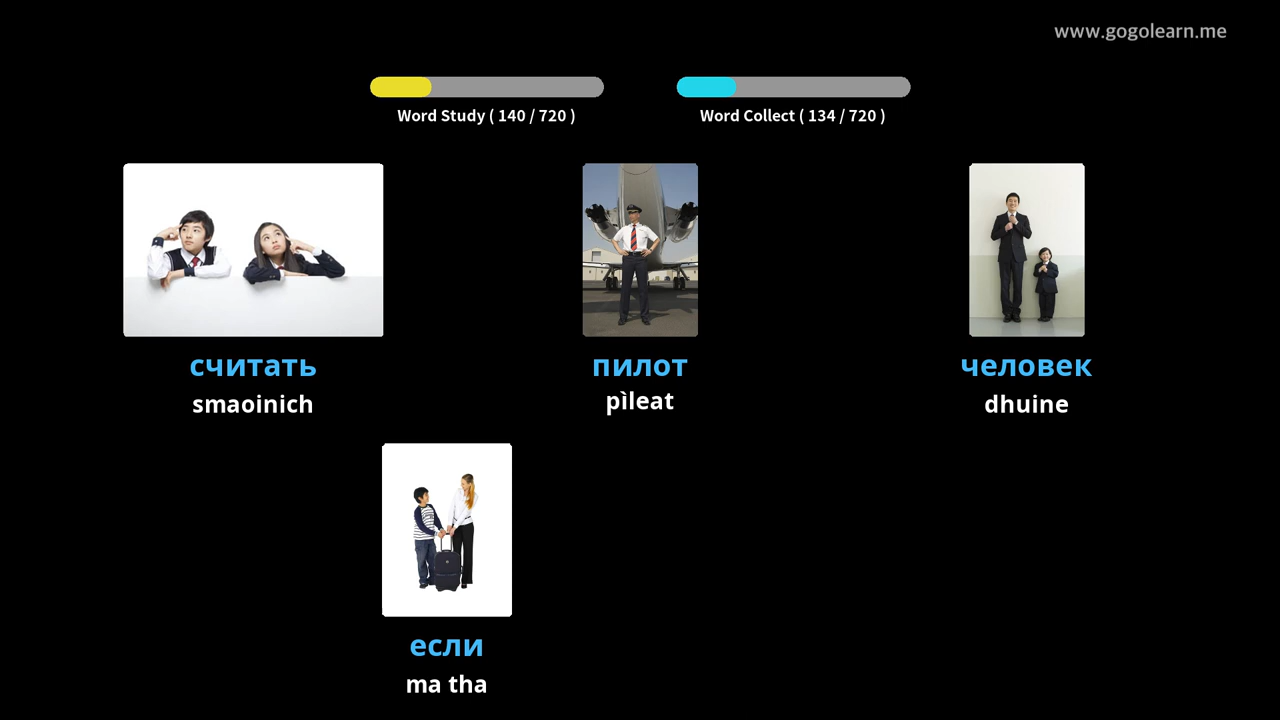 www.gogolearn.me
Word Study ( 140 / 720 )
Word Collect ( 134 / 720 )
считать
smaoinich
пилот
pìleat
человек
dhuine
если
ma tha